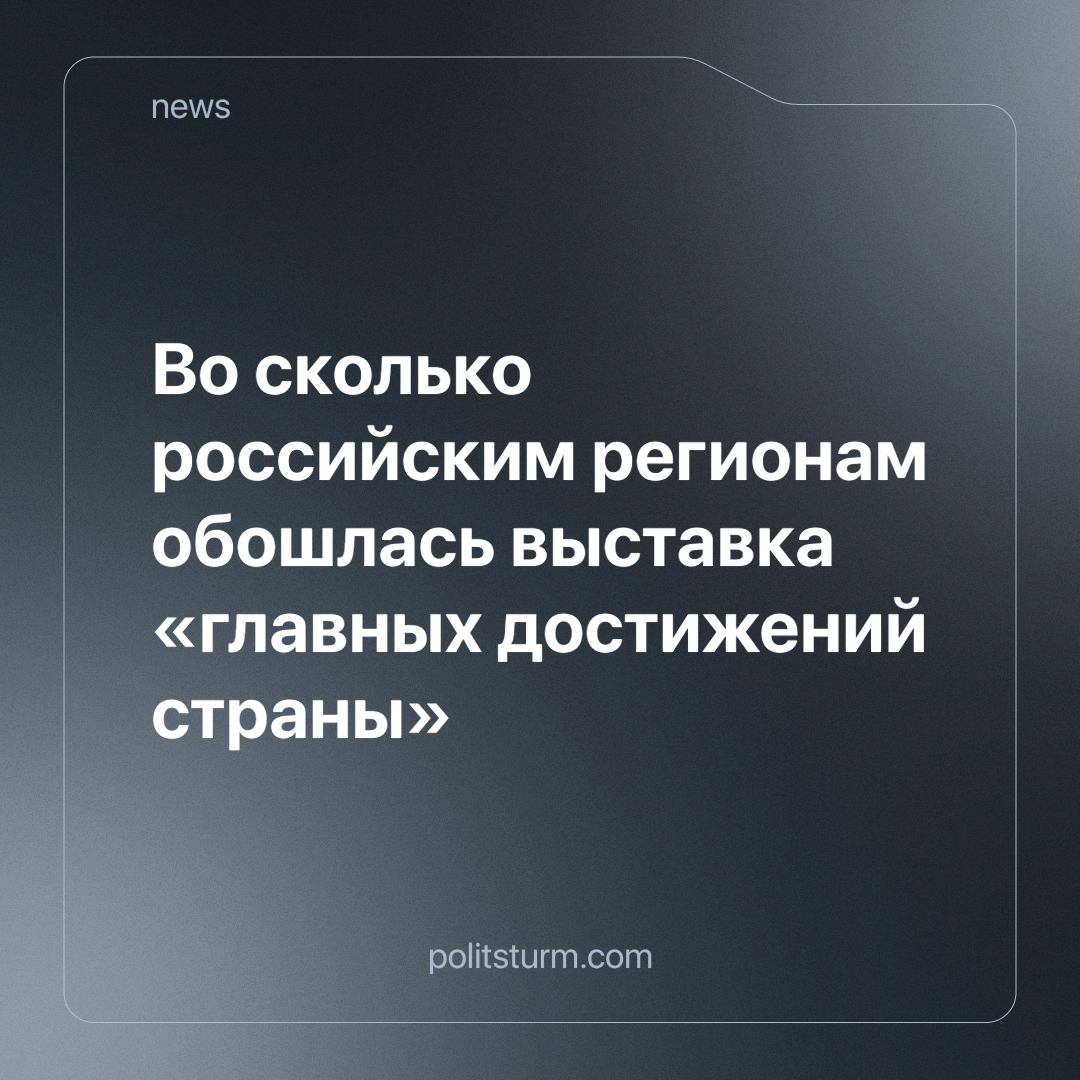 news
Во сколько
российским регионам
обошлась выставка
«главных достижений
страны»
politsturm.com